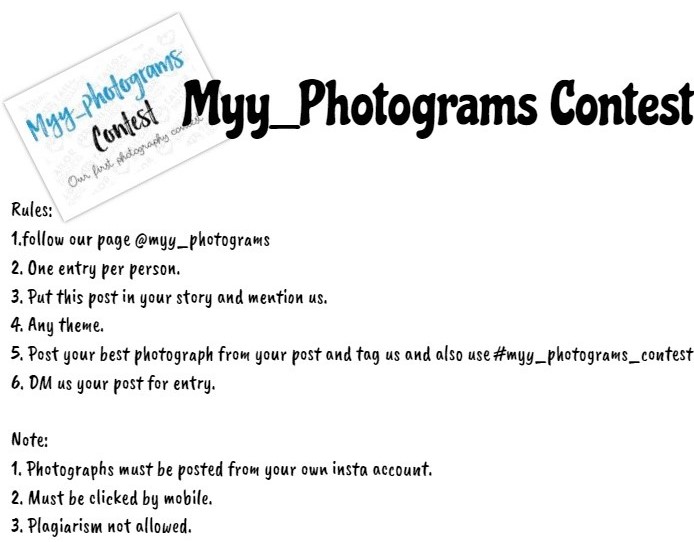 Myy_photograms
Contest
Our first photography contest
Myy_Photograms Contest
Rules:
1.follow our page @myy_photograms
2. One entry per person.
3. Put this post in your story and mention us.
4. Any theme.
5. Post your best photograph from your post and tag us and also use #myy_photograms_contest
6. DM us your post for entry.
Note:
1. Photographs must be posted from your own insta account.
2. Must be clicked by mobile.
3. Plagiarism not allowed.